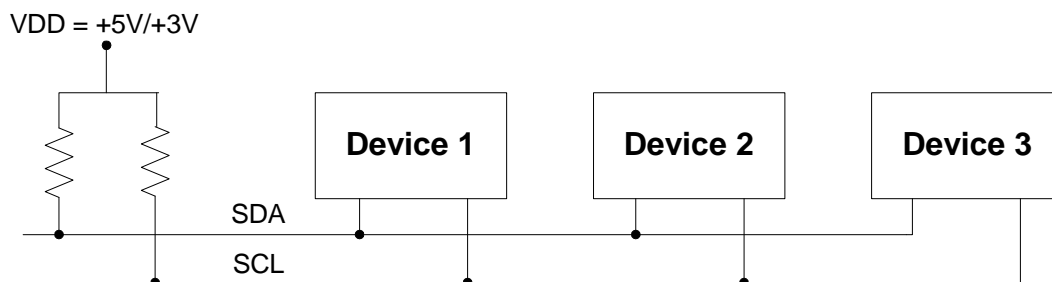 VDD = +5V/+3V
Device 1
Device 2
Device 3
SDA
SCL